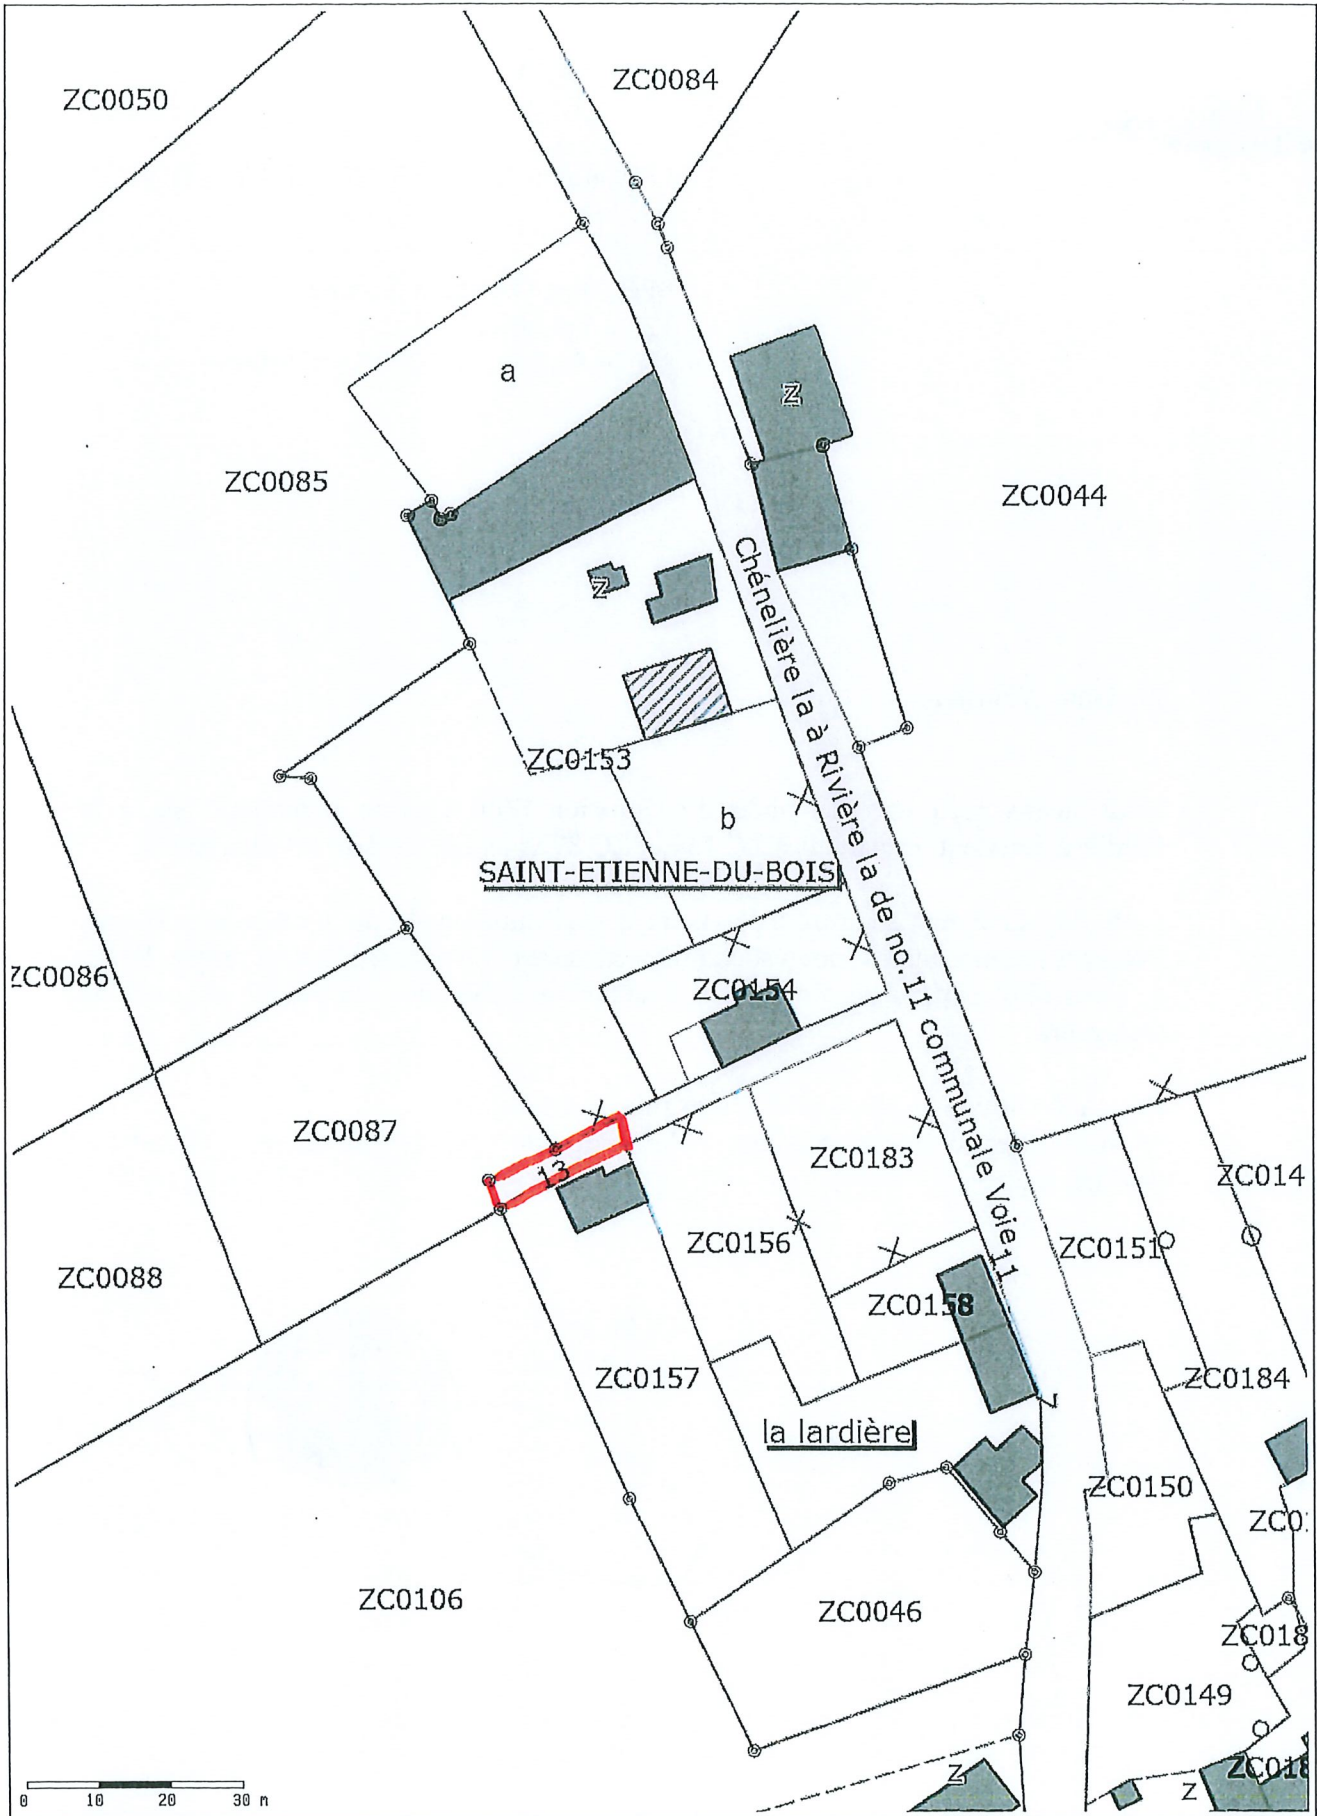 ZC0050
ZC0084
a
z
ZC0085
ZC0044
z
Chénelière la à Rivière la de no.11 communale Voie 11
ZC0153
b
SAINT-ETIENNE-DU-BOIS
ZC0086
ZC0154
ZC0087
13
ZC0183
ZC014
ZC0156
ZC0151
ZC0088
ZC0158
ZC0157
ZC0184
la lardière
ZC0150
ZC0
ZC0106
ZC0046
ZC018
ZC0149
z
z
ZC018
0 10 20 30 m